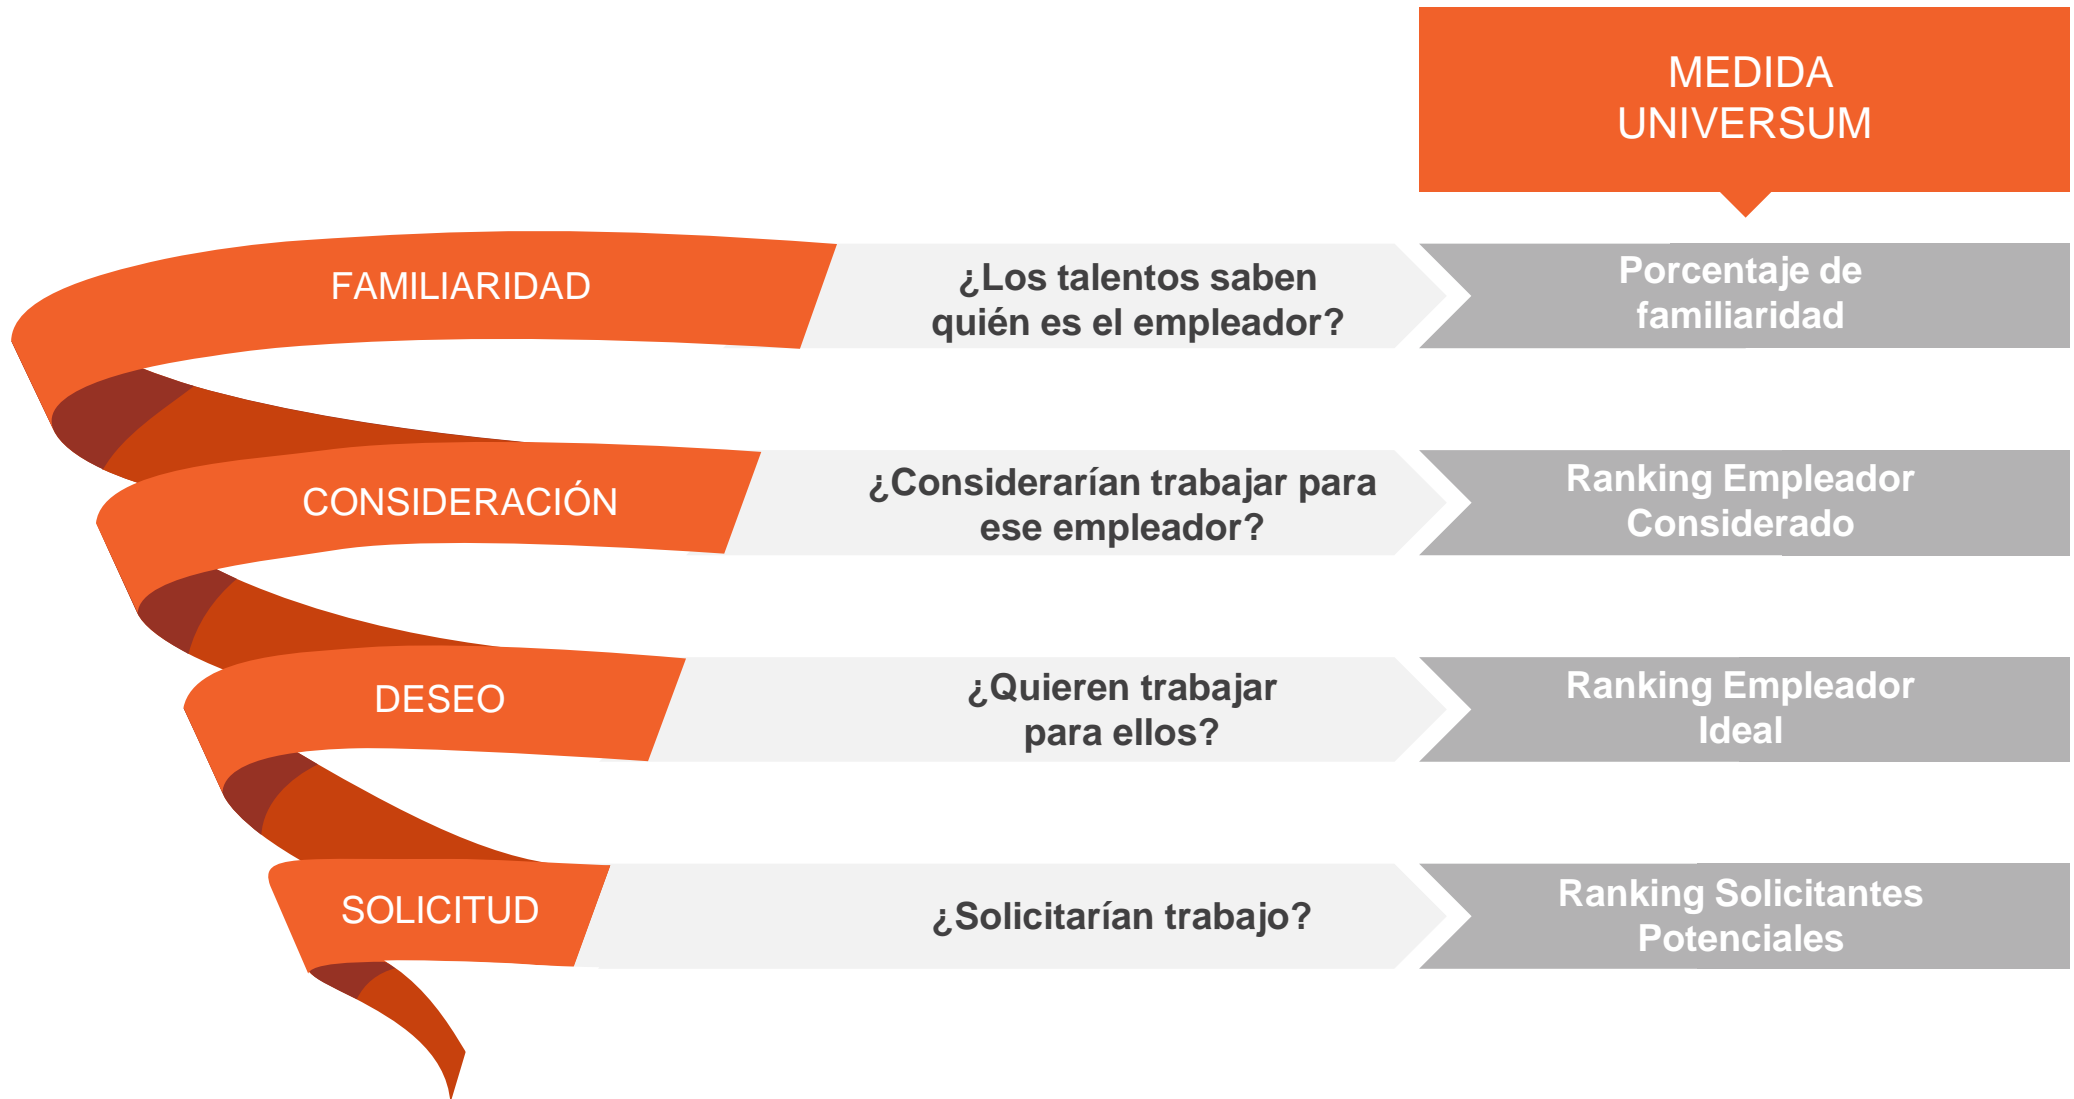 MEDIDA
UNIVERSUM
FAMILIARIDAD
¿Los talentos saben
quién es el empleador?
Porcentaje de
familiaridad
CONSIDERACIÓN
¿Considerarían trabajar para
ese empleador?
Ranking Empleador
Considerado
DESEO
¿Quieren trabajar
para ellos?
Ranking Empleador
Ideal
SOLICITUD
¿Solicitarían trabajo?
Ranking Solicitantes
Potenciales